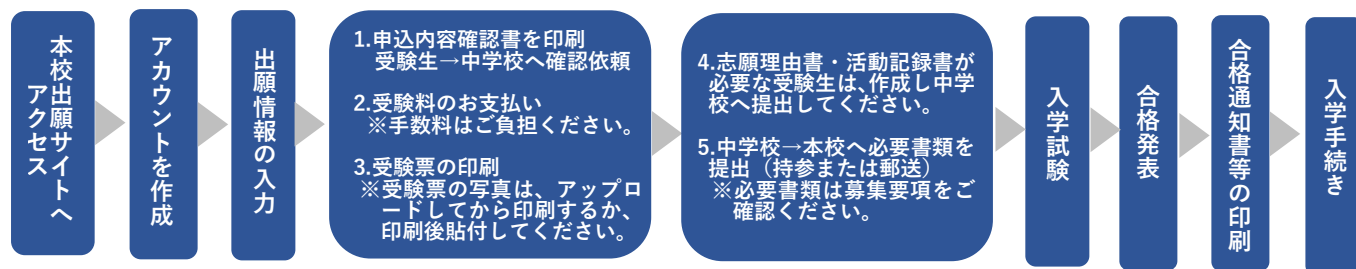 本校出願サイトへ
アクセス
アカウントを作成
出願情報の入力
1.申込内容確認書を印刷
受験生→中学校へ確認依頼
2.受験料のお支払い
※手数料はご負担ください。
3.受験票の印刷
※受験票の写真は、アップロ
ードしてから印刷するか、
印刷後貼付してください。
4.志願理由書・活動記録書が
必要な受験生は、作成し中学
校へ提出してください。
5.中学校→本校へ必要書類を
提出（持参または郵送）
※必要書類は募集要項をご
確認ください。
入学試験
合格発表
合格通知書等の印刷
入学手続き